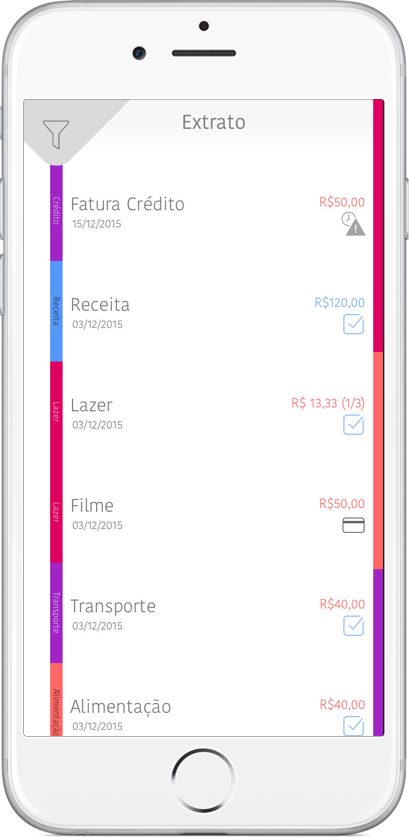 Extrato
Crédito
Fatura Crédito
R$50,00
15/12/2015
Receita
Receita
R$120,00
03/12/2015
Lazer
Lazer
R$ 13,33 (1/3)
03/12/2015
Lazer
Filme
R$50,00
03/12/2015
Transporte
Transporte
R$40,00
03/12/2015
Alimentação
Alimentação
R$40,00
03/12/2015